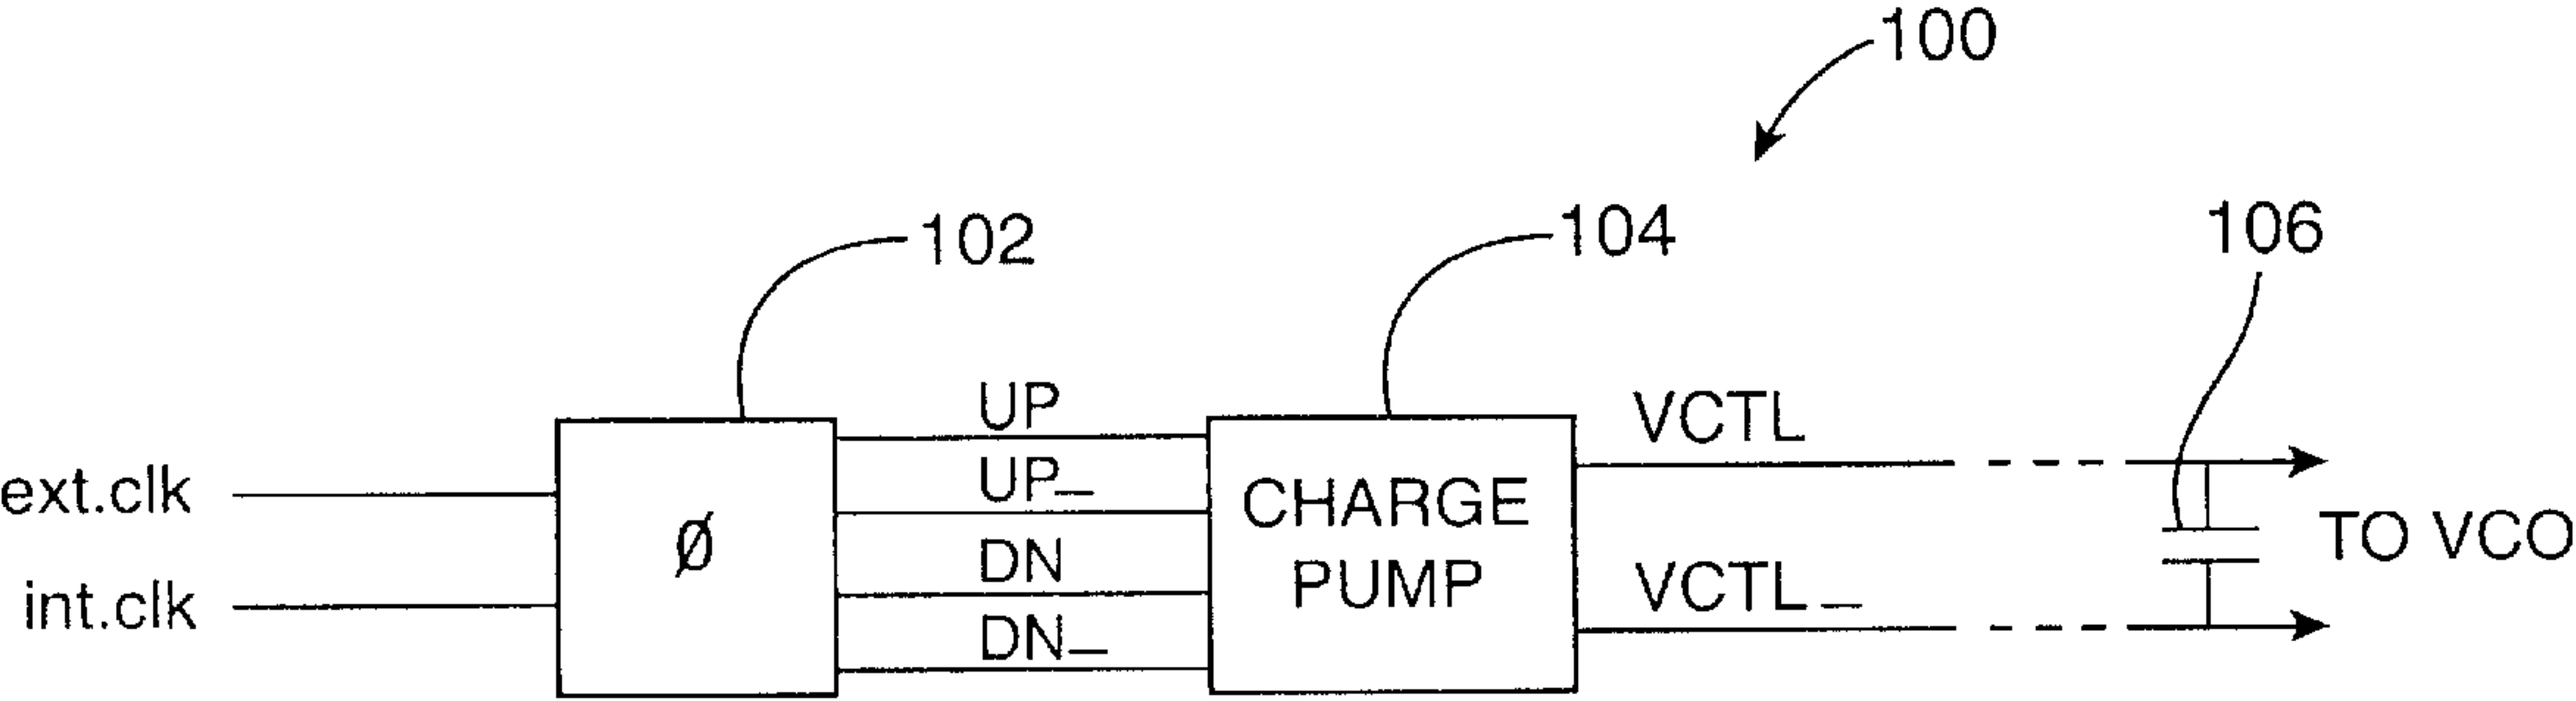 100
102
104
106
UP
VCTL
ext.clk
UP_
CHARGE
PUMP
ø
DN
TO VCO
int.clk
VCTL_
DN_